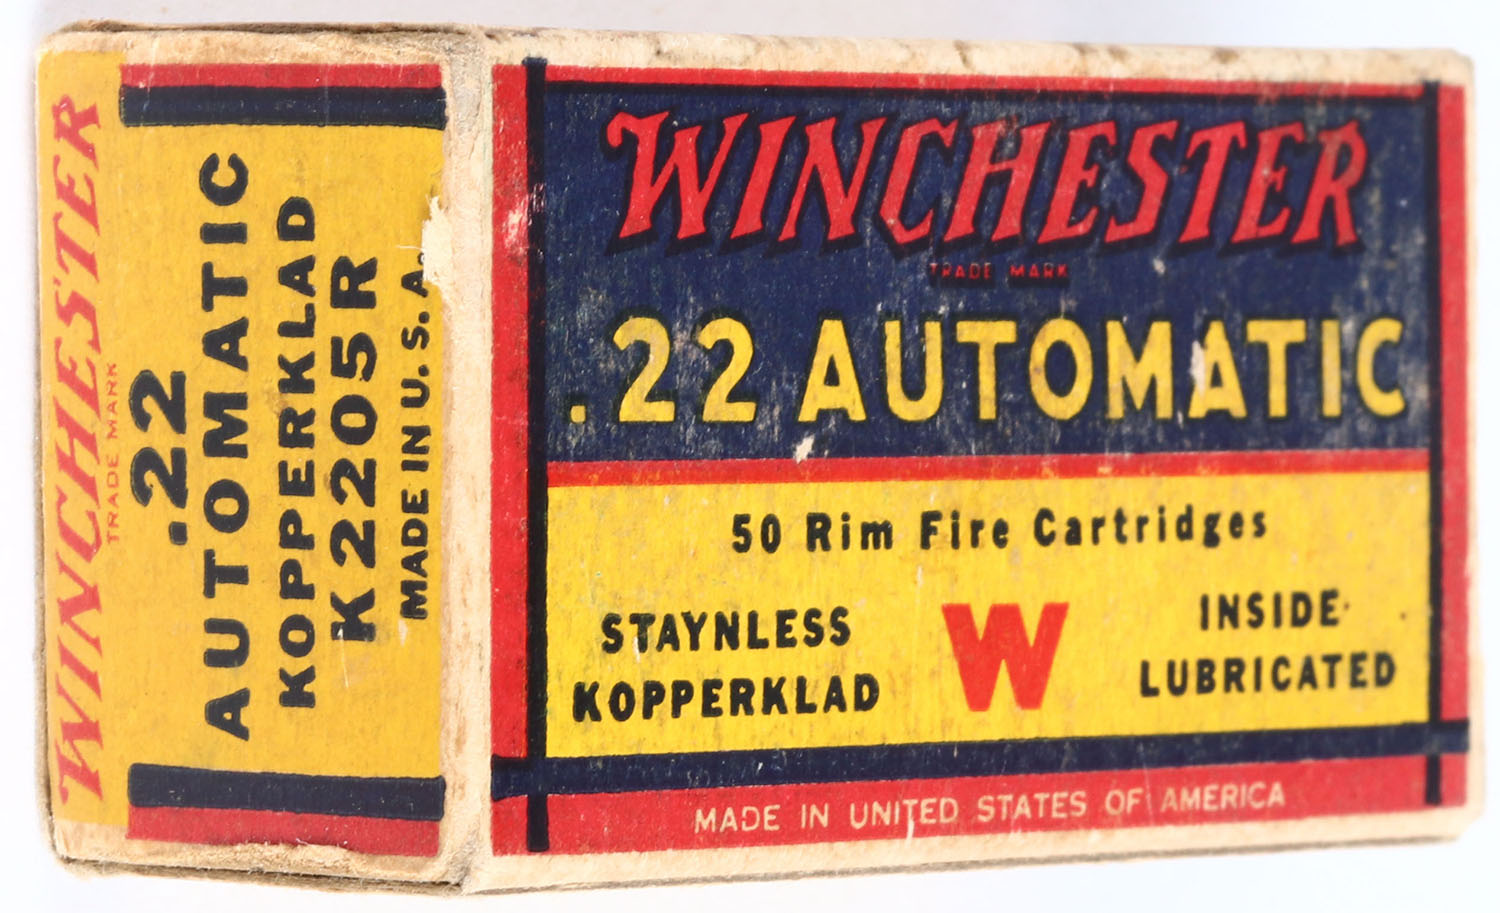 WINCHESTER
TRADE MARK
.22
AUTOMATIC
KOPPERKLAD
K2205R
MADE IN U.S.A.
WINCHESTER
TRADE MARK
.22 AUTOMATIC
50 Rim Fire Cartridges
STAYNLESS
KOPPERKLAD
W
INSIDE
LUBRICATED
MADE IN UNITED STATES OF AMERICA